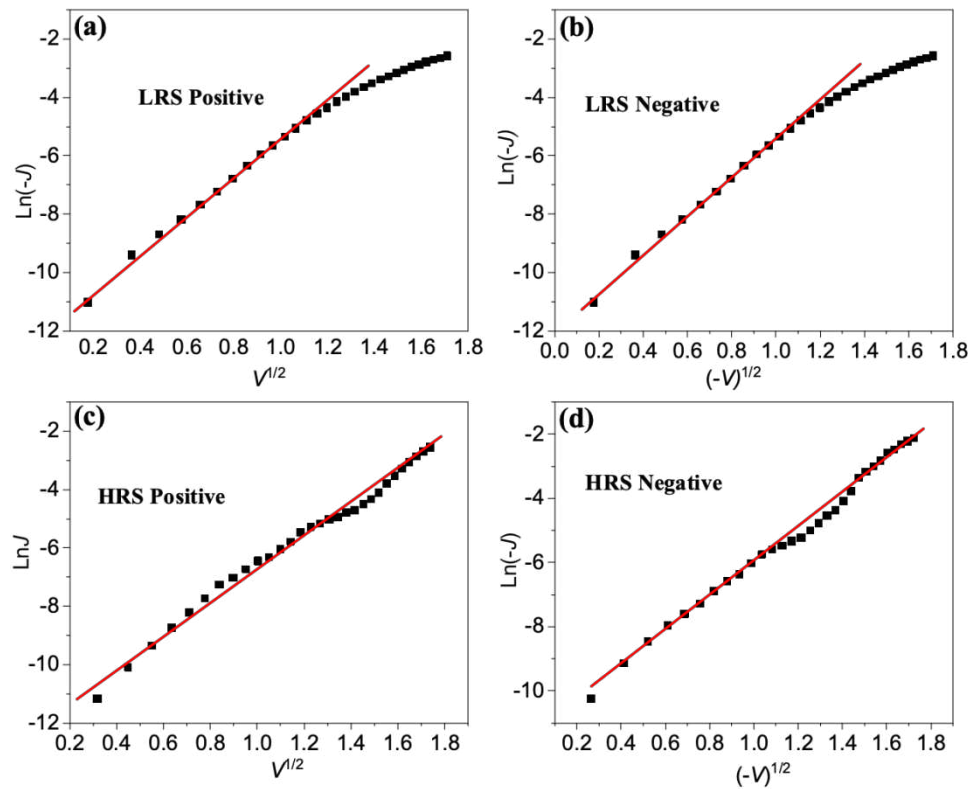 (a)
LRS Positive
Ln(-J)
-2
-4
-6
-8
-10
-12
0.2 0.4 0.6 0.8 1.0 1.2 1.4 1.6 1.8
V^1/2
(b)
LRS Negative
Ln(-J)
-2
-4
-6
-8
-10
-12
0.0 0.2 0.4 0.6 0.8 1.0 1.2 1.4 1.6 1.8
(-V)^1/2
(c)
HRS Positive
LnJ
-2
-4
-6
-8
-10
-12
0.2 0.4 0.6 0.8 1.0 1.2 1.4 1.6 1.8 2.0
V^1/2
(d)
HRS Negative
Ln(-J)
-2
-4
-6
-8
-10
0.2 0.4 0.6 0.8 1.0 1.2 1.4 1.6 1.8
(-V)^1/2